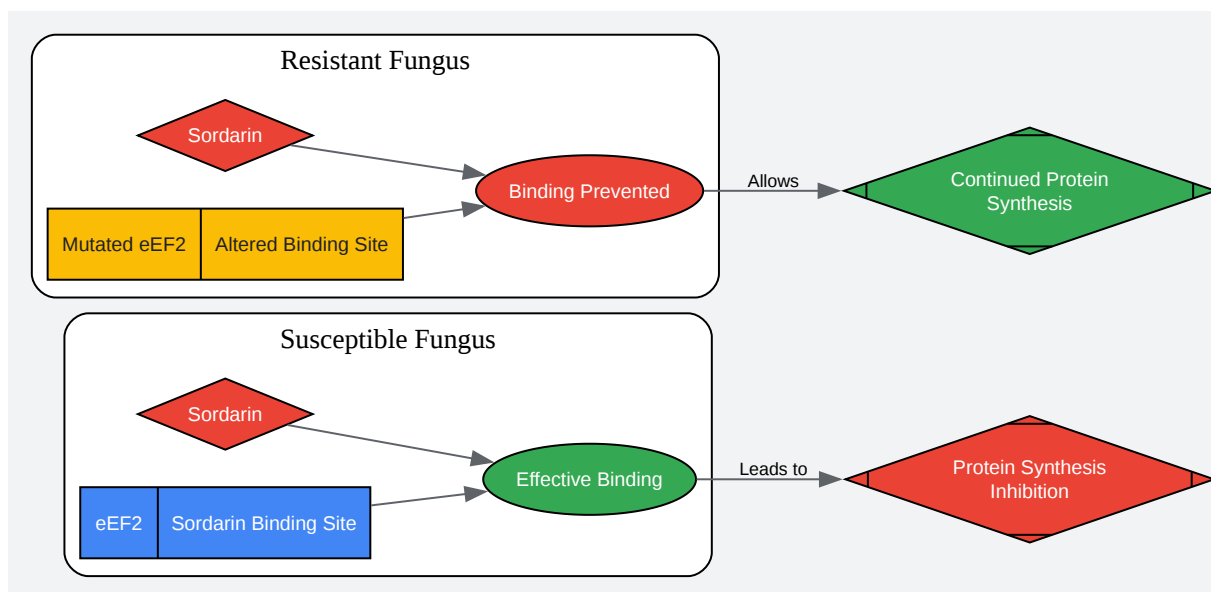 Resistant Fungus
Sordarin
Binding Prevented
Allows
Continued Protein
Synthesis
Mutated eEF2
Altered Binding Site
Susceptible Fungus
Sordarin
Effective Binding
Leads to
Protein Synthesis
Inhibition
eEF2
Sordarin Binding Site